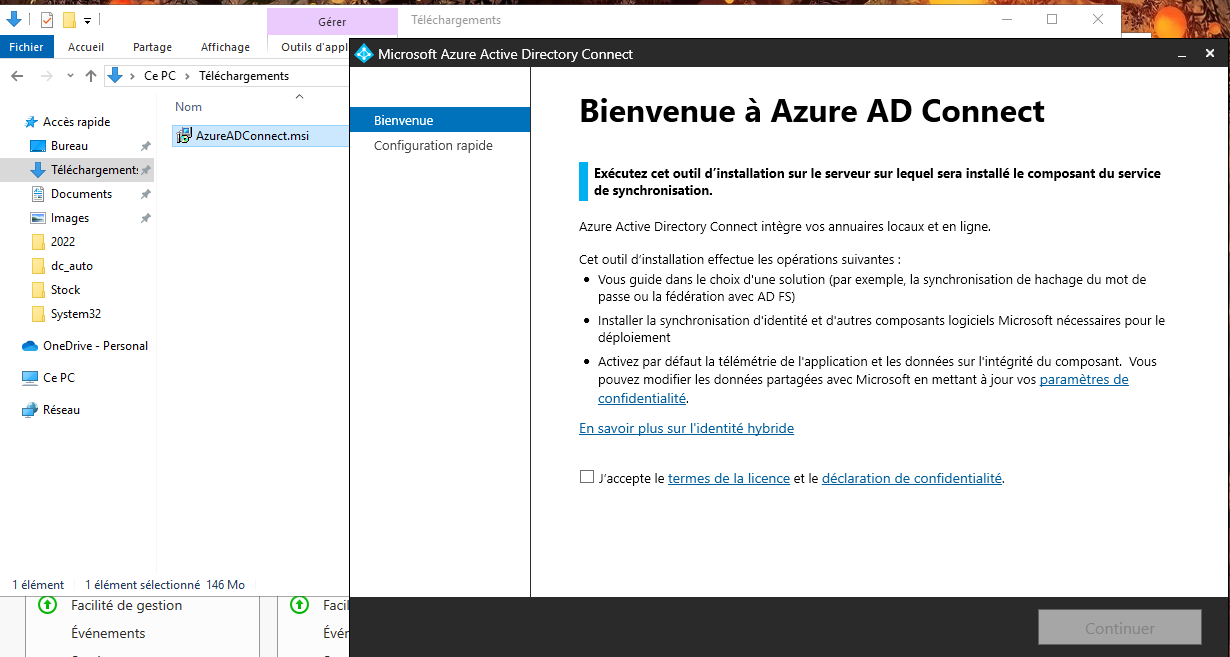 Gérer
Téléchargements
Fichier
Accueil
Partage
Affichage
Outils d'appl
Ce PC
Téléchargements
Nom
AzureADConnect.msi
Accès rapide
Bureau
Téléchargements
Documents
Images
2022
dc_auto
Stock
System32
OneDrive - Personal
Ce PC
Réseau
1 élément
1 élément sélectionné 146 Mo
Facilité de gestion
Événements
Facil
Évén
Microsoft Azure Active Directory Connect
Bienvenue
Configuration rapide
Bienvenue à Azure AD Connect
Exécutez cet outil d’installation sur le serveur sur lequel sera installé le composant du service
de synchronisation.
Azure Active Directory Connect intègre vos annuaires locaux et en ligne.
Cet outil d’installation effectue les opérations suivantes :
• Vous guide dans le choix d'une solution (par exemple, la synchronisation de hachage du mot de
passe ou la fédération avec AD FS)
• Installer la synchronisation d'identité et d'autres composants logiciels Microsoft nécessaires pour le
déploiement
• Activez par défaut la télémétrie de l'application et les données sur l'intégrité du composant. Vous
pouvez modifier les données partagées avec Microsoft en mettant à jour vos paramètres de
confidentialité.
En savoir plus sur l'identité hybride
J’accepte le termes de la licence et le déclaration de confidentialité.
Continuer